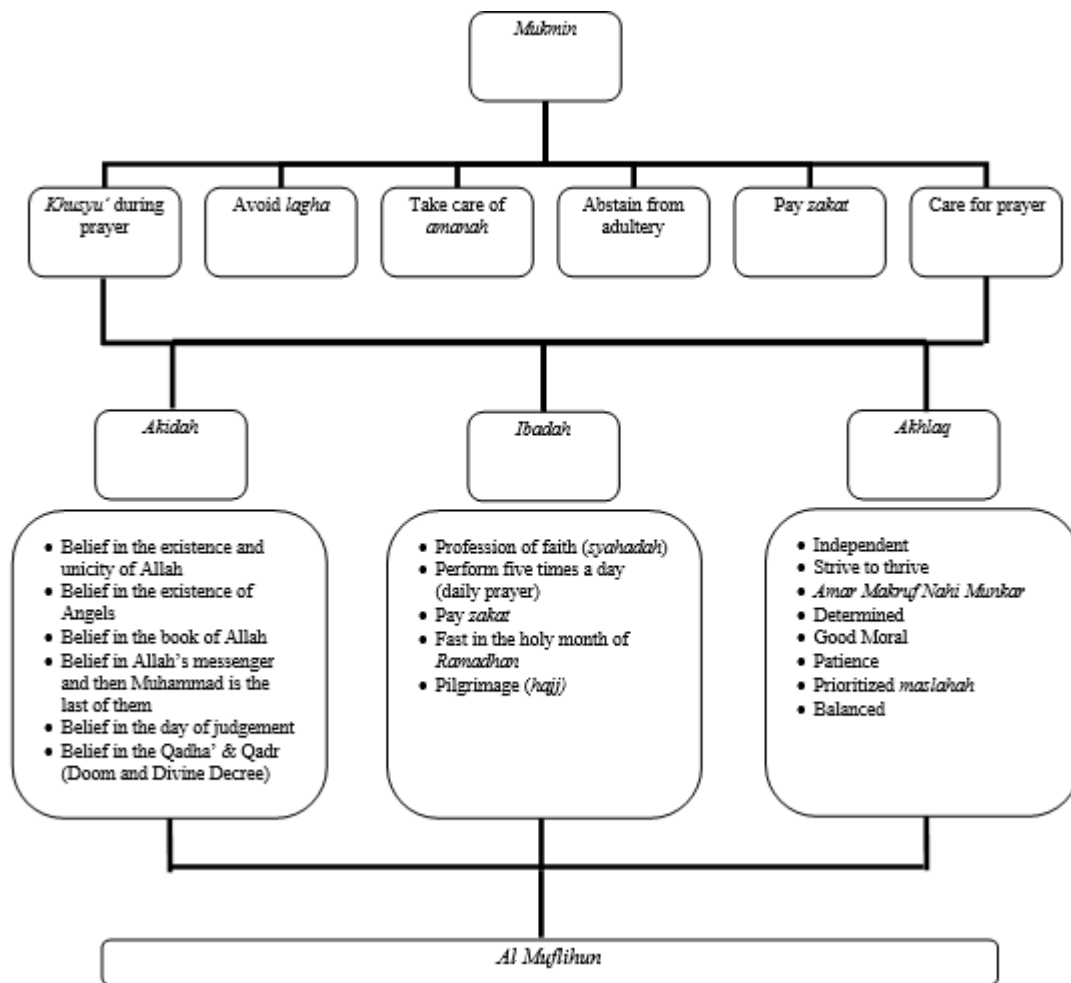 Mukmin
Khusyu' during
prayer
Avoid lagha
Take care of
amanah
Abstain from
adultery
Pay zakat
Care for prayer
Akidah
Ibadah
Akhlaq
• Belief in the existence and
unicity of Allah
• Belief in the existence of
Angels
• Belief in the book of Allah
• Belief in Allah's messenger
and then Muhammad is the
last of them
• Belief in the day of judgement
• Belief in the Qadha' & Qadr
(Doom and Divine Decree)
• Profession of faith (syahadah)
• Perform five times a day
(daily prayer)
• Pay zakat
• Fast in the holy month of
Ramadhan
• Pilgrimage (hajj)
• Independent
• Strive to thrive
• Amar Makruf Nahi Munkar
• Determined
• Good Moral
• Patience
• Prioritized maslahah
• Balanced
Al Muflihun